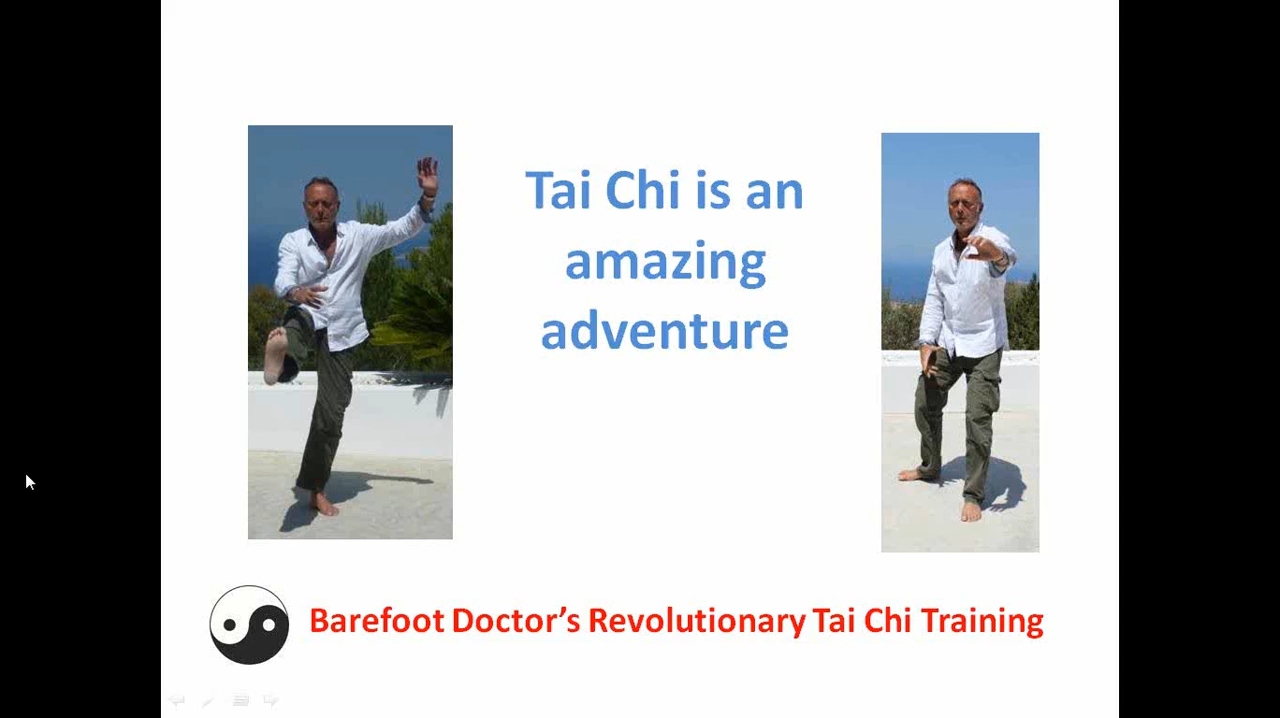 Tai Chi is an
amazing
adventure
Barefoot Doctor’s Revolutionary Tai Chi Training